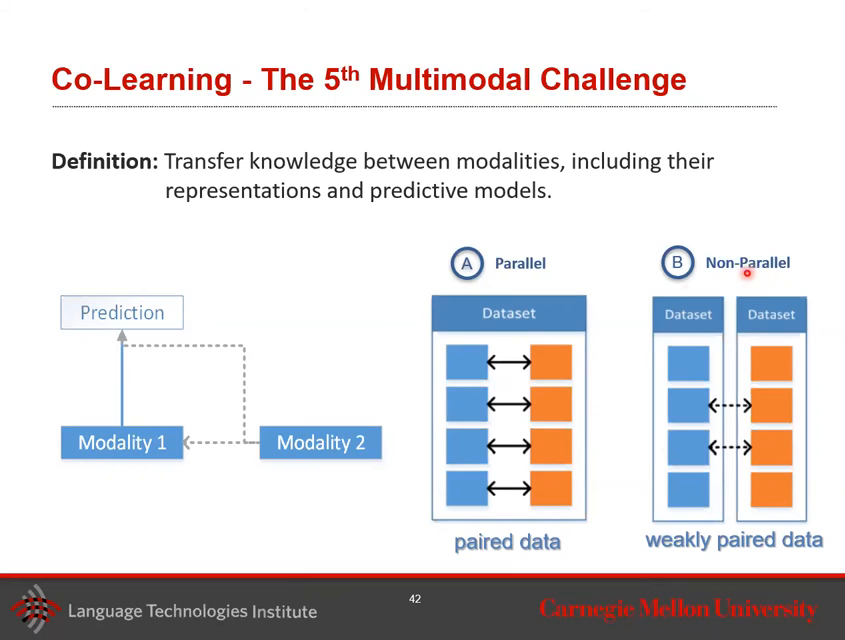 Co-Learning - The 5th Multimodal Challenge
Definition: Transfer knowledge between modalities, including their
representations and predictive models.
Prediction
Modality 1
Modality 2
A Parallel
Dataset
paired data
B Non-Parallel
Dataset Dataset
weakly paired data
Language Technologies Institute
42
Carnegie Mellon University